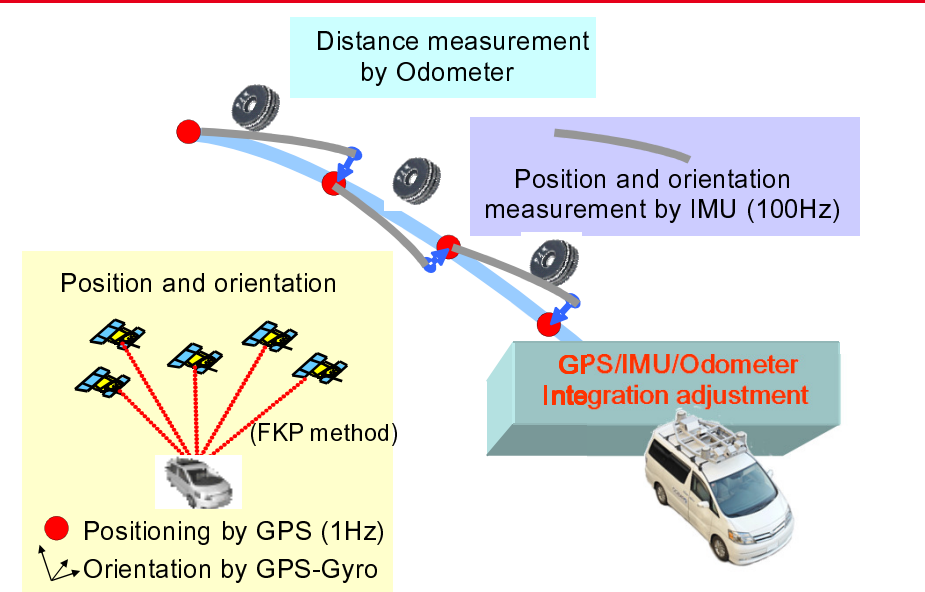 Distance measurement
by Odometer
Position and orientation
measurement by IMU (100Hz)
Position and orientation
(FKP method)
Positioning by GPS (1Hz)
Orientation by GPS-Gyro
GPS/IMU/Odometer
Integration adjustment